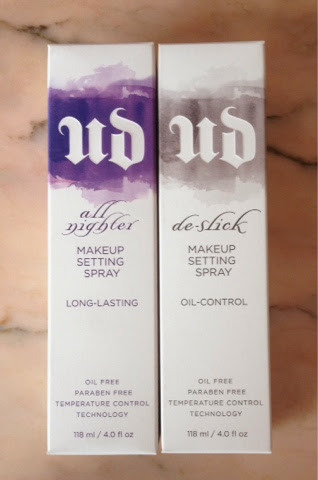 ud
all
nighter
MAKEUP
SETTING
SPRAY
LONG-LASTING
OIL FREE
PARABEN FREE
TEMPERATURE CONTROL
TECHNOLOGY
118 ml / 4.0 fl oz
ud
de-slick
MAKEUP
SETTING
SPRAY
OIL-CONTROL
OIL FREE
PARABEN FREE
TEMPERATURE CONTROL
TECHNOLOGY
118 ml / 4.0 fl oz